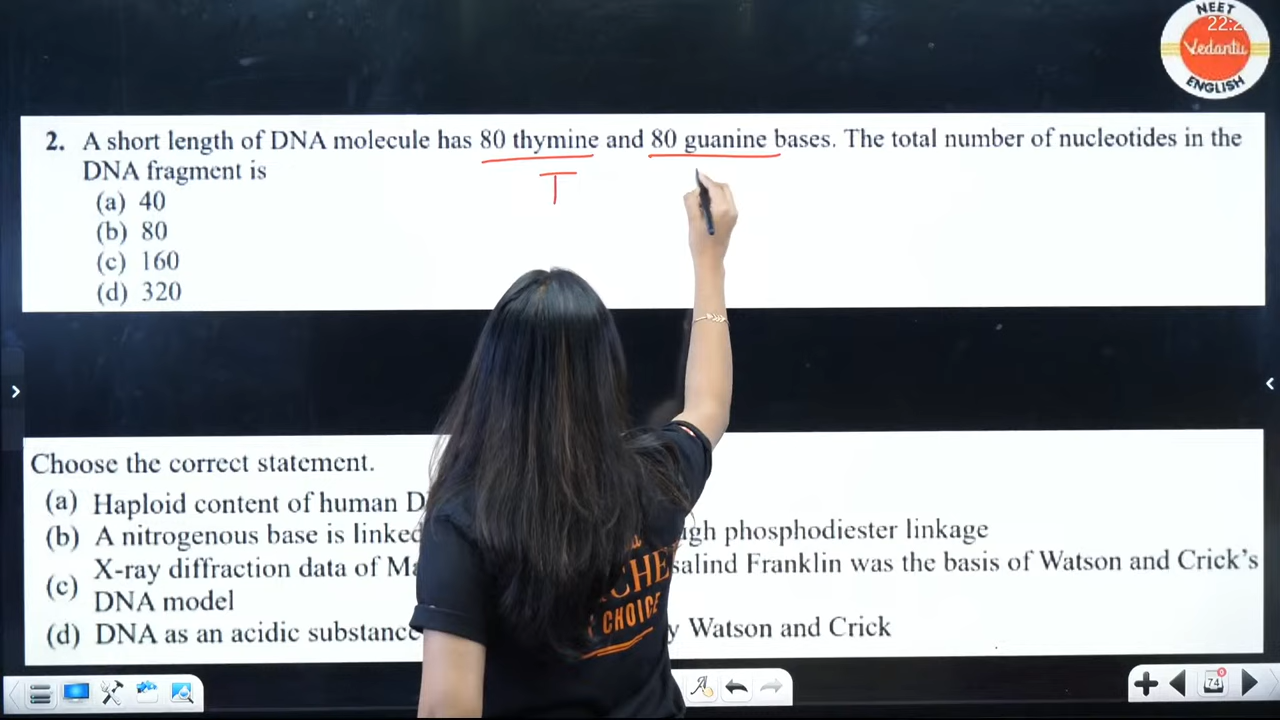 NEET
22:2
Vedantu
ENGLISH
2. A short length of DNA molecule has 80 thymine and 80 guanine bases. The total number of nucleotides in the
DNA fragment is
T
(a) 40
(b) 80
(c) 160
(d) 320
Choose the correct statement.
(a) Haploid content of human
(b) A nitrogenous base is linked phosphodiester linkage
X-ray diffraction data of Franklin was the basis of Watson and Crick's
(c)
DNA model
(d) DNA as an acidic substance Watson and Crick
CHOICE
74